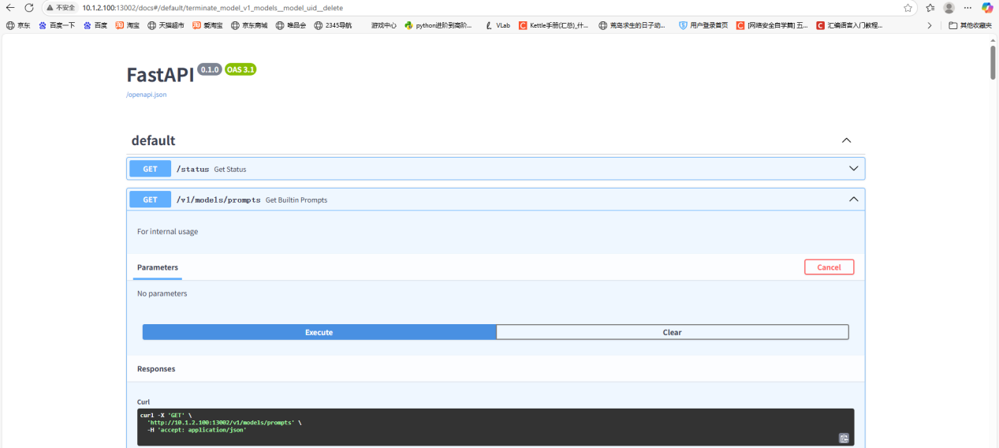 不安全 10.1.2.100:13002/docs#/default/terminate_model_v1_models__model_uid__delete
京东 百度一下 百度 淘宝 天猫超市 爱淘宝 京东商城 唯品会 2345导航 游戏中心 python进阶到高阶... VLab Kettle手册(汇总)_什... 荒岛求生的日子动... 用户登录首页 [网络安全自学篇] 五... 汇编语言入门教程... 其他收藏夹
FastAPI 0.1.0 OAS 3.1
/openapi.json
default
GET /status Get Status
GET /v1/models/prompts Get Builtin Prompts
For internal usage
Parameters Cancel
No parameters
Execute Clear
Responses
Curl
curl -X 'GET' \
'http://10.1.2.100:13002/v1/models/prompts' \
-H 'accept: application/json'